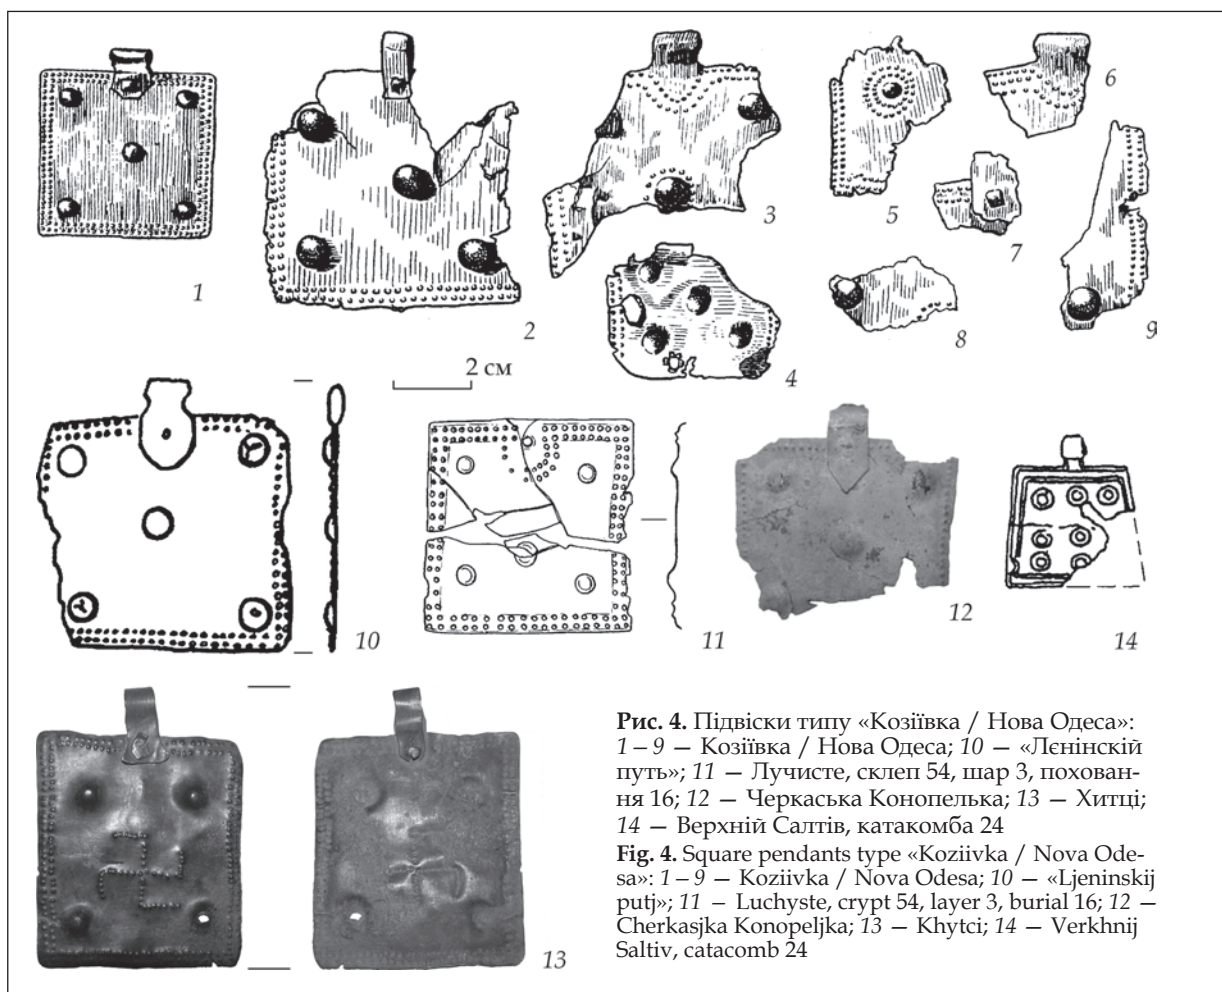 1
2
3
4
5
6
7
8
9
2 см
10
11
12
14
13
Рис. 4. Підвіски типу «Козіївка / Нова Одеса»:
1–9 — Козіївка / Нова Одеса; 10 — «Лєнінскій
путь»; 11 — Лучисте, склеп 54, шар 3, похован-
ня 16; 12 — Черкаська Конопелька; 13 — Хитці;
14 — Верхній Салтів, катакомба 24
Fig. 4. Square pendants type «Koziivka / Nova Ode-
sa»: 1–9 — Koziivka / Nova Odesa; 10 — «Ljeninskij
putj»; 11 — Luchyste, crypt 54, layer 3, burial 16; 12 —
Cherkasjka Konopeljka; 13 — Khytci; 14 — Verkhnij
Saltiv, catacomb 24